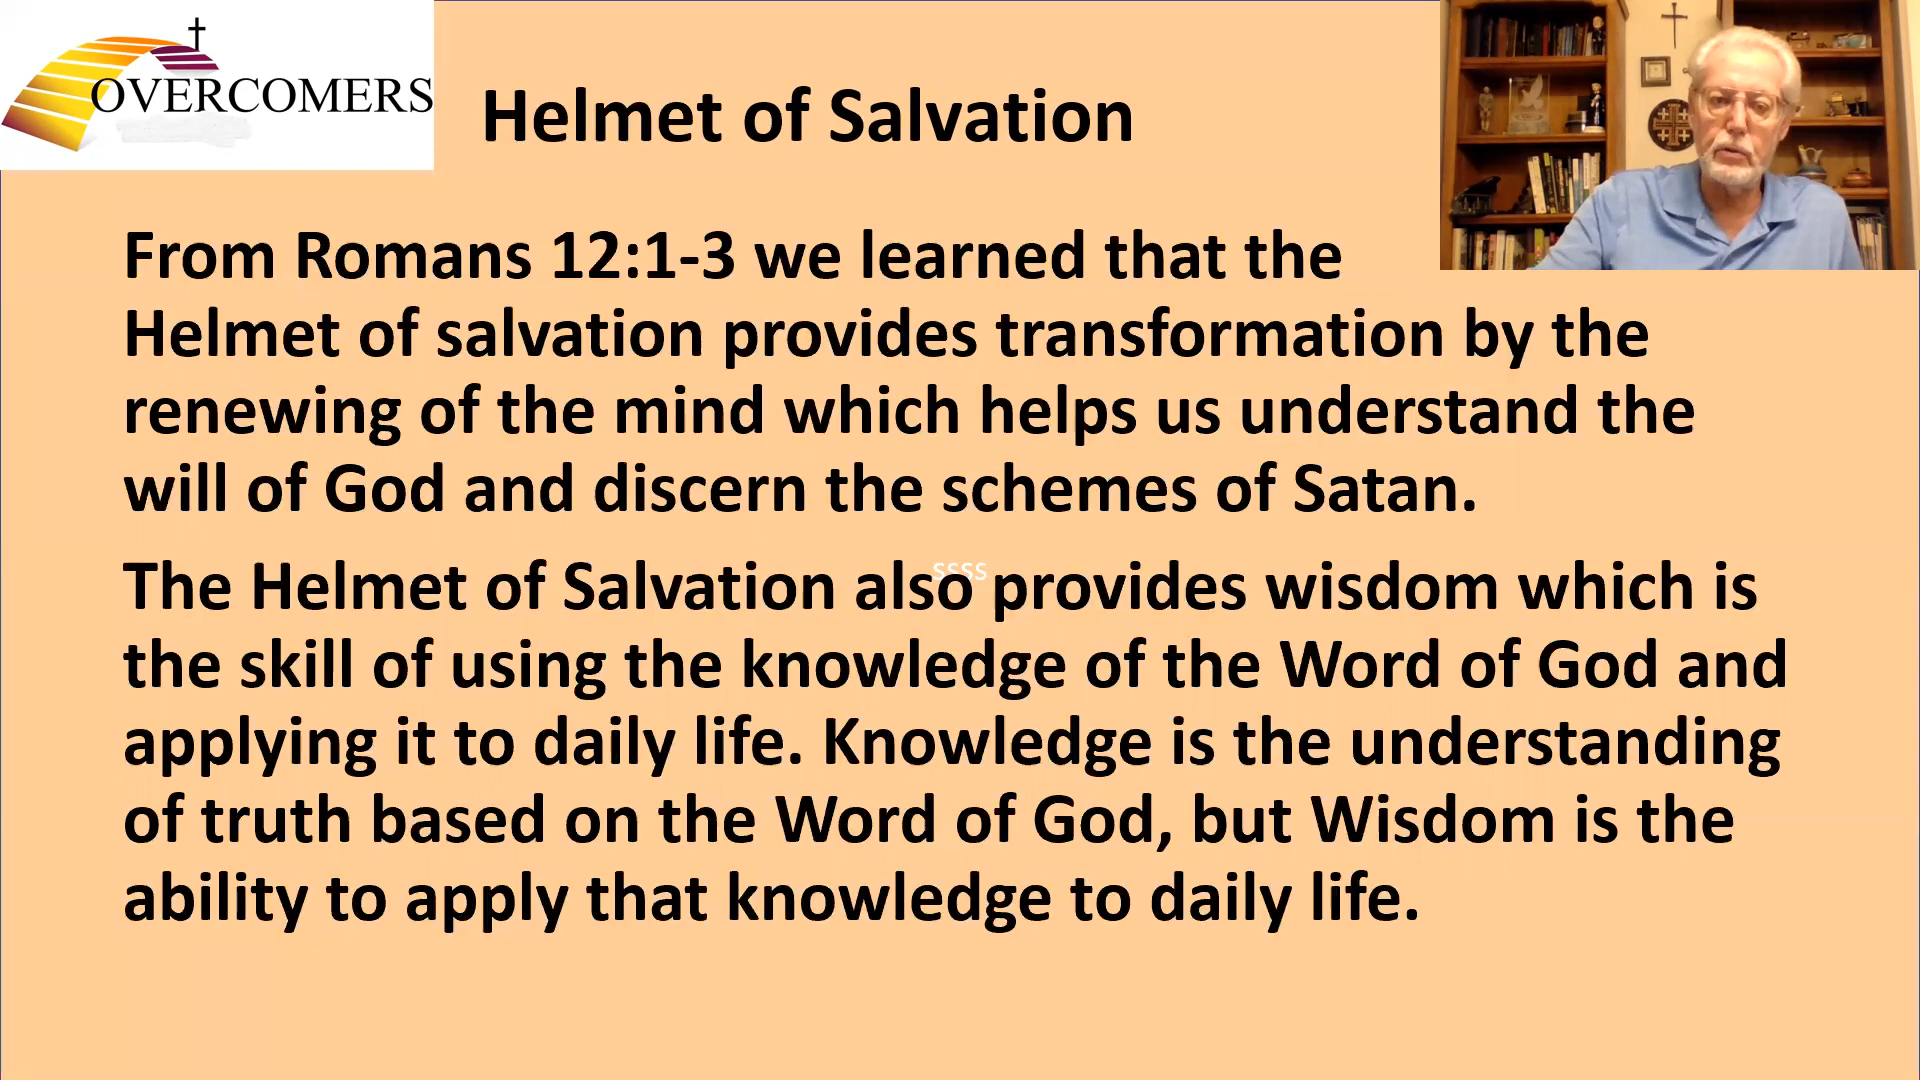 OVERCOMERS
Helmet of Salvation
From Romans 12:1-3 we learned that the
Helmet of salvation provides transformation by the
renewing of the mind which helps us understand the
will of God and discern the schemes of Satan.
ssss
The Helmet of Salvation also provides wisdom which is
the skill of using the knowledge of the Word of God and
applying it to daily life. Knowledge is the understanding
of truth based on the Word of God, but Wisdom is the
ability to apply that knowledge to daily life.